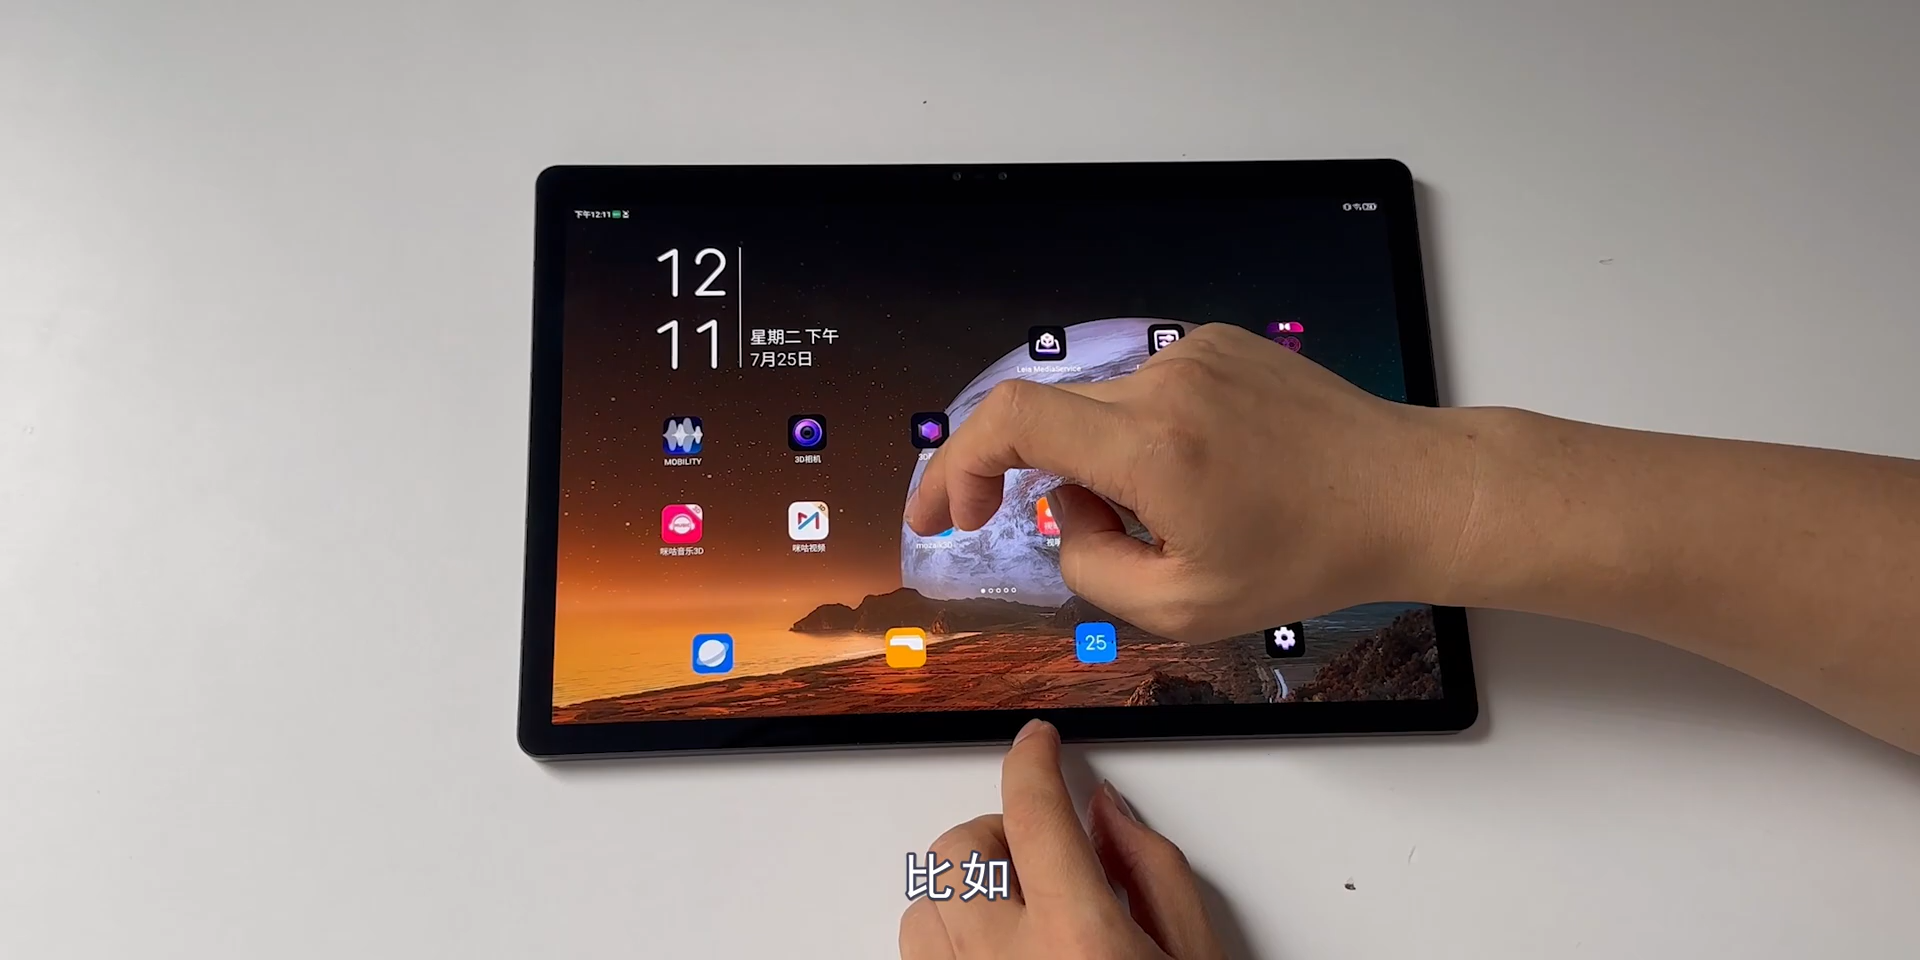 下午12:11
12
11
星期二 下午
7月25日
Leia MediaService
MOBILITY
3D相机
咪咕音乐3D
咪咕视频
25
比如